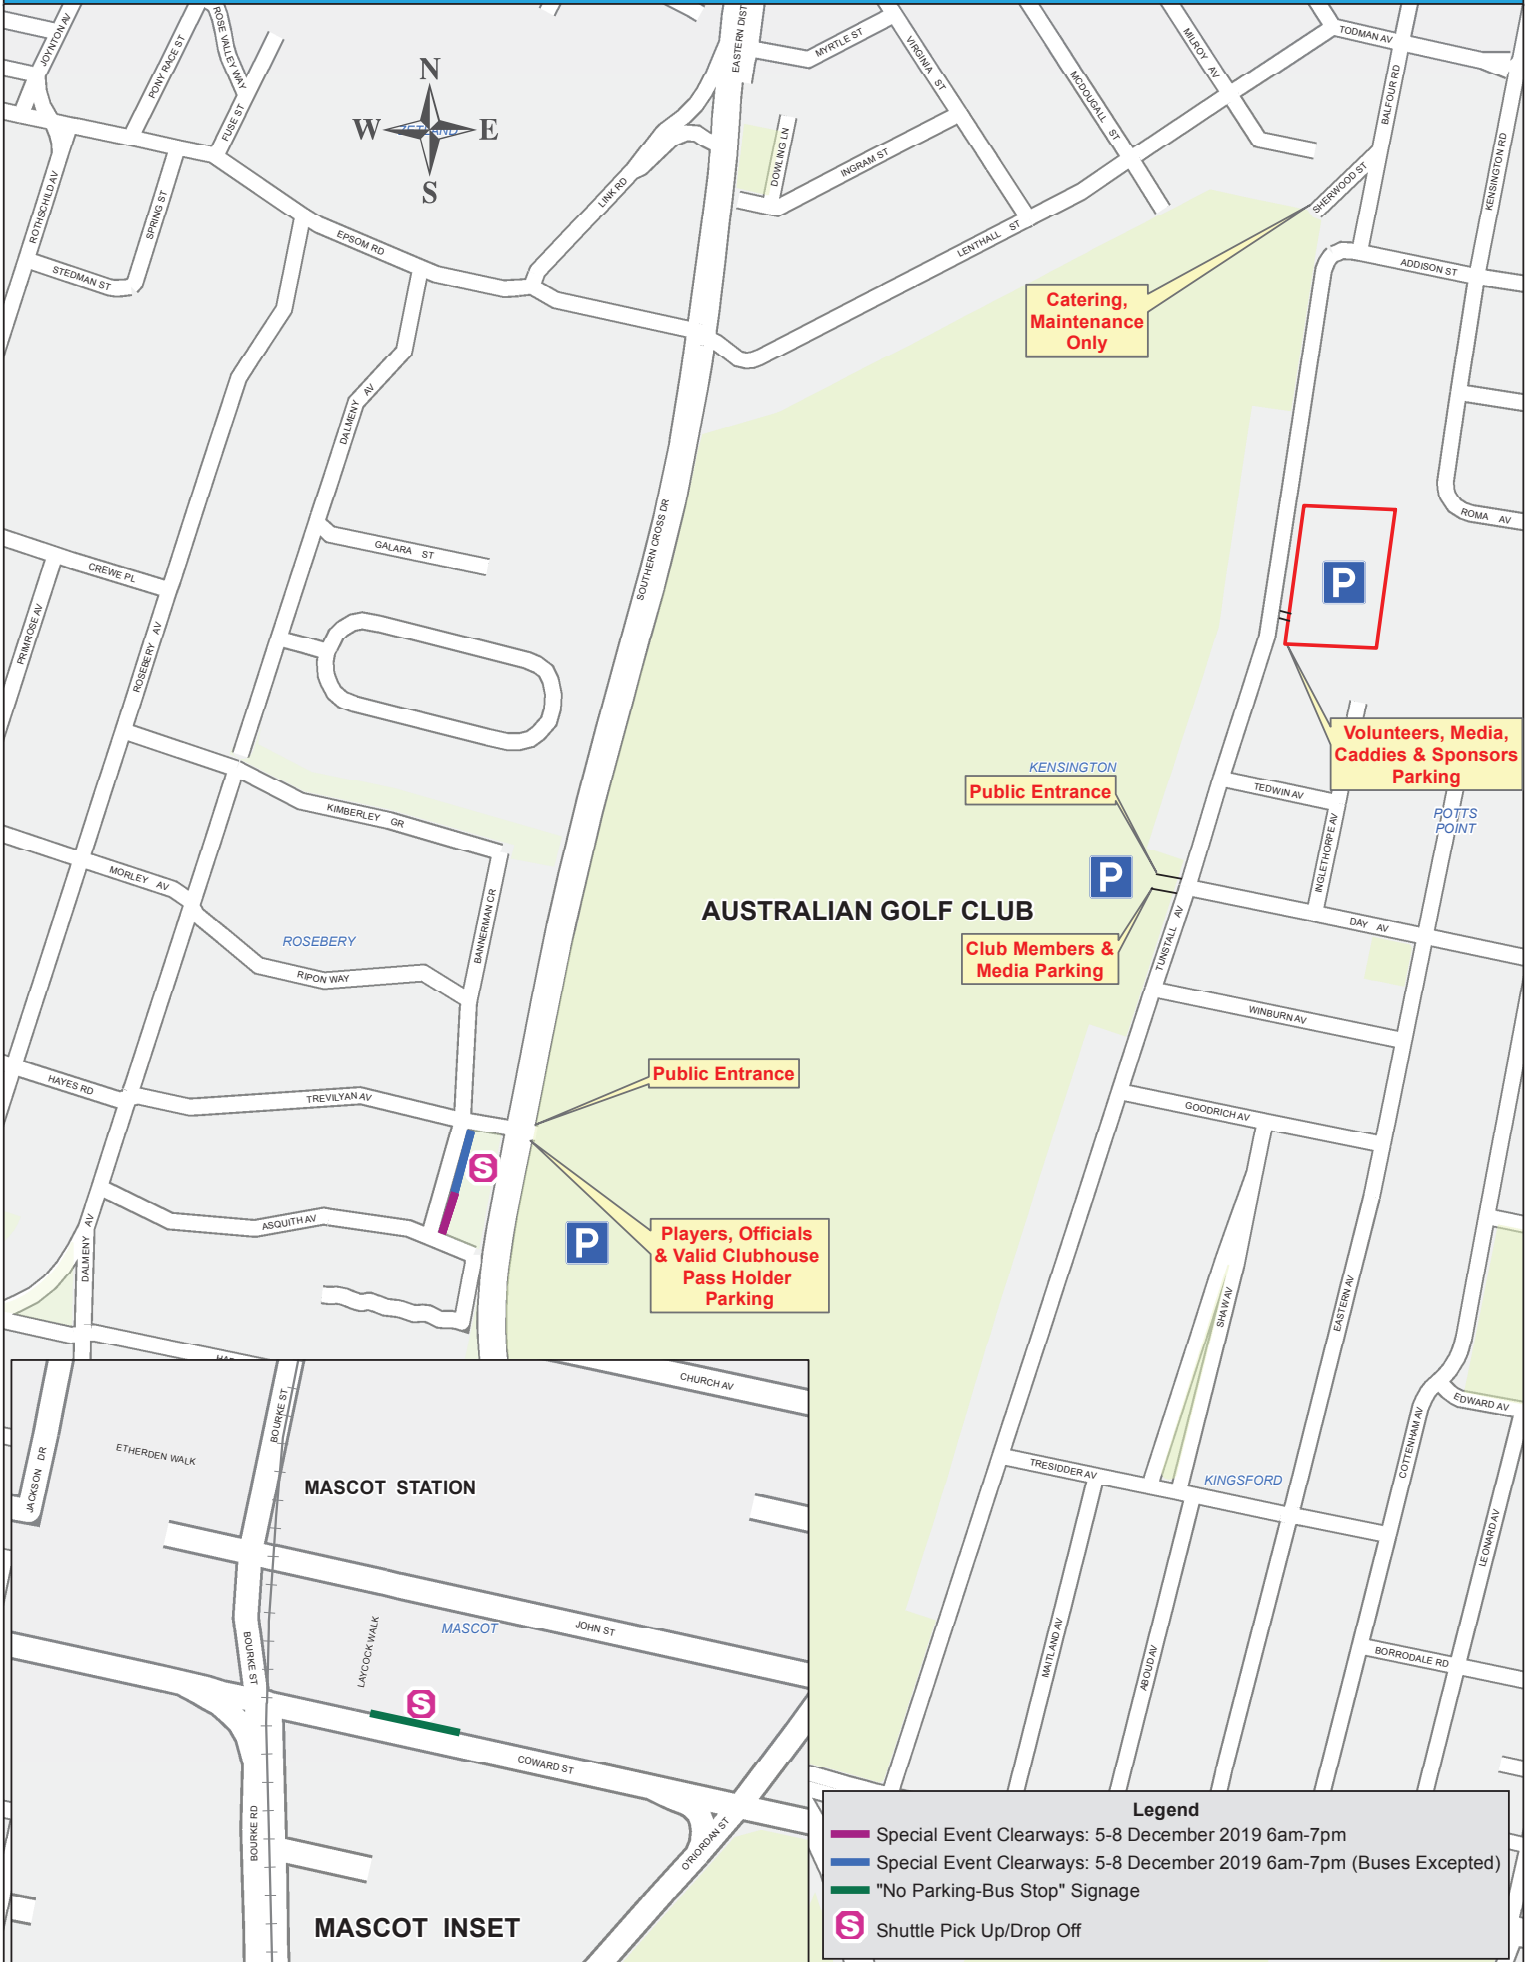 JOYNTON AV
PONY RACE ST
ROSE VALLEY WAY
FUSE ST
N
W
ZETLAND
E
S
EASTERN DIST
MYRTLE ST
VIRGINIA ST
MCDOUGALL ST
MILROY AV
TODMAN AV
BALFOUR RD
KENSINGTON RD
ROTHSCHILD AV
SPRING ST
STEDMAN ST
EPSOM RD
LINK RD
DOWLING LN
INGRAM ST
LENTHALL ST
SHERWOOD ST
ADDISON ST
Catering,
Maintenance
Only
DALMENY AV
GALARA ST
SOUTHERN CROSS DR
ROMA AV
P
CREWE PL
PRIMROSE AV
ROSEBERY AV
Volunteers, Media,
Caddies & Sponsors
Parking
KENSINGTON
Public Entrance
TEDWIN AV
POTTS
POINT
KIMBERLEY GR
INGLETHORPE AV
MORLEY AV
P
AUSTRALIAN GOLF CLUB
BANNERMAN CR
ROSEBERY
RIPON WAY
TUNSTALL AV
DAY AV
Club Members &
Media Parking
WINBURN AV
Public Entrance
HAYES RD
TREVILYAN AV
GOODRICH AV
S
ASQUITH AV
P
Players, Officials
& Valid Clubhouse
Pass Holder
Parking
DALMENY AV
SHAW AV
EASTERN AV
CHURCH AV
EDWARD AV
COTTENHAM AV
BOURKE ST
JACKSON DR
ETHERDEN WALK
MASCOT STATION
TRESIDDER AV
KINGSFORD
LEONARD AV
LAYCOCK WALK
MASCOT
JOHN ST
BOURKE ST
MAITLAND AV
ABOUD AV
BORRODALE RD
S
COWARD ST
BOURKE RD
O'RIORDAN ST
MASCOT INSET
Legend
Special Event Clearways: 5-8 December 2019 6am-7pm
Special Event Clearways: 5-8 December 2019 6am-7pm (Buses Excepted)
"No Parking-Bus Stop" Signage
S Shuttle Pick Up/Drop Off